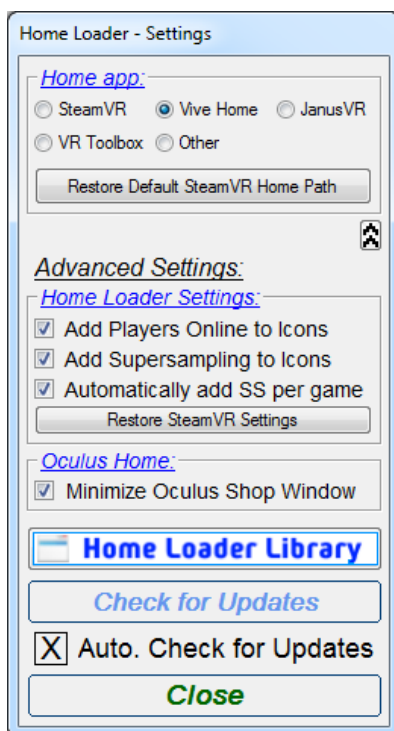 Home Loader - Settings
Home app:
SteamVR Vive Home JanusVR
VR Toolbox Other
Restore Default SteamVR Home Path
Advanced Settings:
Home Loader Settings:
Add Players Online to Icons
Add Supersampling to Icons
Automatically add SS per game
Restore SteamVR Settings
Oculus Home:
Minimize Oculus Shop Window
Home Loader Library
Check for Updates
X Auto. Check for Updates
Close